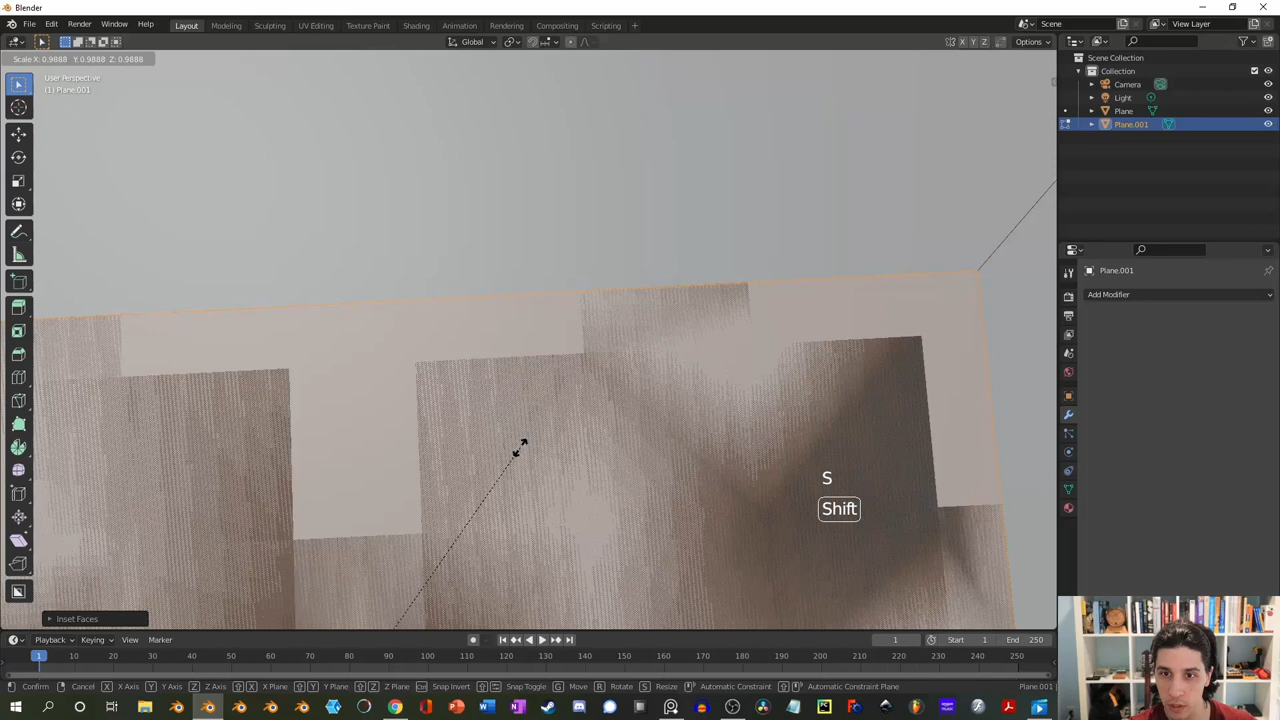 Blender
File Edit Render Window Help
Layout Modeling Sculpting UV Editing Texture Paint Shading Animation Rendering Compositing Scripting +
Scene
View Layer
Global
X Y Z
Options
Scale X: 0.9888 Y: 0.9888 Z: 0.9888
User Perspective
(1) Plane.001
Scene Collection
Collection
Camera
Light
Plane
Plane.001
Plane.001
Add Modifier
S
Shift
Inset Faces
Playback Keying View Marker
1
Start 1
End 250
1 10 20 30 40 50 60 70 80 90 100 110 120 130 140 150 160 170 180 190 200 210 220 230 240 250
Confirm Cancel X X Axis Y Y Axis Z Z Axis X X Plane Y Y Plane Z Z Plane Ctrl Snap Invert Snap Toggle G Move R Rotate S Resize Automatic Constraint Automatic Constraint Plane
Plane.001